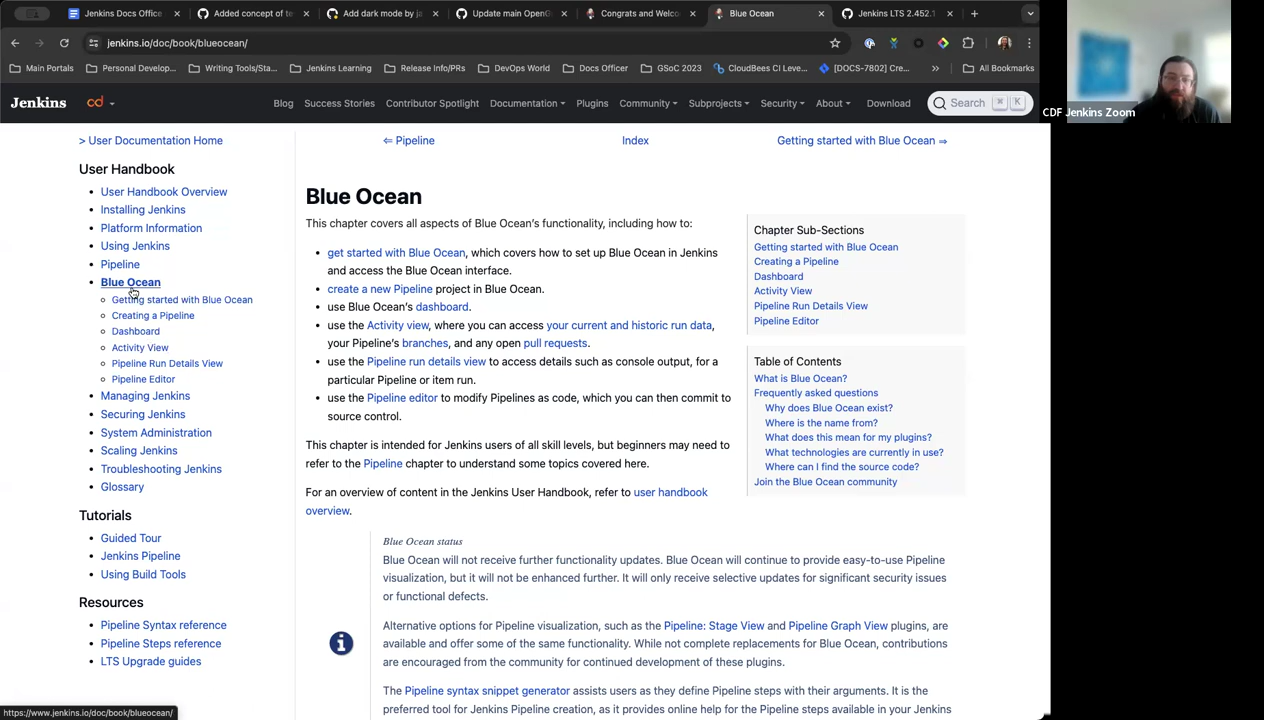 Jenkins Docs Office
Added concept of te
Add dark mode by ja
Update main OpenG
Congrats and Welco
Blue Ocean
Jenkins LTS 2.452.1
jenkins.io/doc/book/blueocean/
Main Portals
Personal Develop...
Writing Tools/Sta...
Jenkins Learning
Release Info/PRs
DevOps World
Docs Officer
GSoC 2023
CloudBees CI Leve...
[DOCS-7802] Cre...
All Bookmarks
Jenkins
cd
Blog
Success Stories
Contributor Spotlight
Documentation
Plugins
Community
Subprojects
Security
About
Download
Search ⌘ K
CDF Jenkins Zoom
> User Documentation Home
User Handbook
User Handbook Overview
Installing Jenkins
Platform Information
Using Jenkins
Pipeline
Blue Ocean
Getting started with Blue Ocean
Creating a Pipeline
Dashboard
Activity View
Pipeline Run Details View
Pipeline Editor
Managing Jenkins
Securing Jenkins
System Administration
Scaling Jenkins
Troubleshooting Jenkins
Glossary
Tutorials
Guided Tour
Jenkins Pipeline
Using Build Tools
Resources
Pipeline Syntax reference
Pipeline Steps reference
LTS Upgrade guides
⇐ Pipeline
Index
Getting started with Blue Ocean ⇒
Blue Ocean
This chapter covers all aspects of Blue Ocean's functionality, including how to:
get started with Blue Ocean, which covers how to set up Blue Ocean in Jenkins
and access the Blue Ocean interface.
create a new Pipeline project in Blue Ocean.
use Blue Ocean's dashboard.
use the Activity view, where you can access your current and historic run data,
your Pipeline's branches, and any open pull requests.
use the Pipeline run details view to access details such as console output, for a
particular Pipeline or item run.
use the Pipeline editor to modify Pipelines as code, which you can then commit to
source control.
This chapter is intended for Jenkins users of all skill levels, but beginners may need to
refer to the Pipeline chapter to understand some topics covered here.
For an overview of content in the Jenkins User Handbook, refer to user handbook
overview.
Chapter Sub-Sections
Getting started with Blue Ocean
Creating a Pipeline
Dashboard
Activity View
Pipeline Run Details View
Pipeline Editor
Table of Contents
What is Blue Ocean?
Frequently asked questions
Why does Blue Ocean exist?
Where is the name from?
What does this mean for my plugins?
What technologies are currently in use?
Where can I find the source code?
Join the Blue Ocean community
Blue Ocean status
Blue Ocean will not receive further functionality updates. Blue Ocean will continue to provide easy-to-use Pipeline
visualization, but it will not be enhanced further. It will only receive selective updates for significant security issues
or functional defects.
Alternative options for Pipeline visualization, such as the Pipeline: Stage View and Pipeline Graph View plugins, are
available and offer some of the same functionality. While not complete replacements for Blue Ocean, contributions
are encouraged from the community for continued development of these plugins.
The Pipeline syntax snippet generator assists users as they define Pipeline steps with their arguments. It is the
preferred tool for Jenkins Pipeline creation, as it provides online help for the Pipeline steps available in your Jenkins
https://www.jenkins.io/doc/book/blueocean/